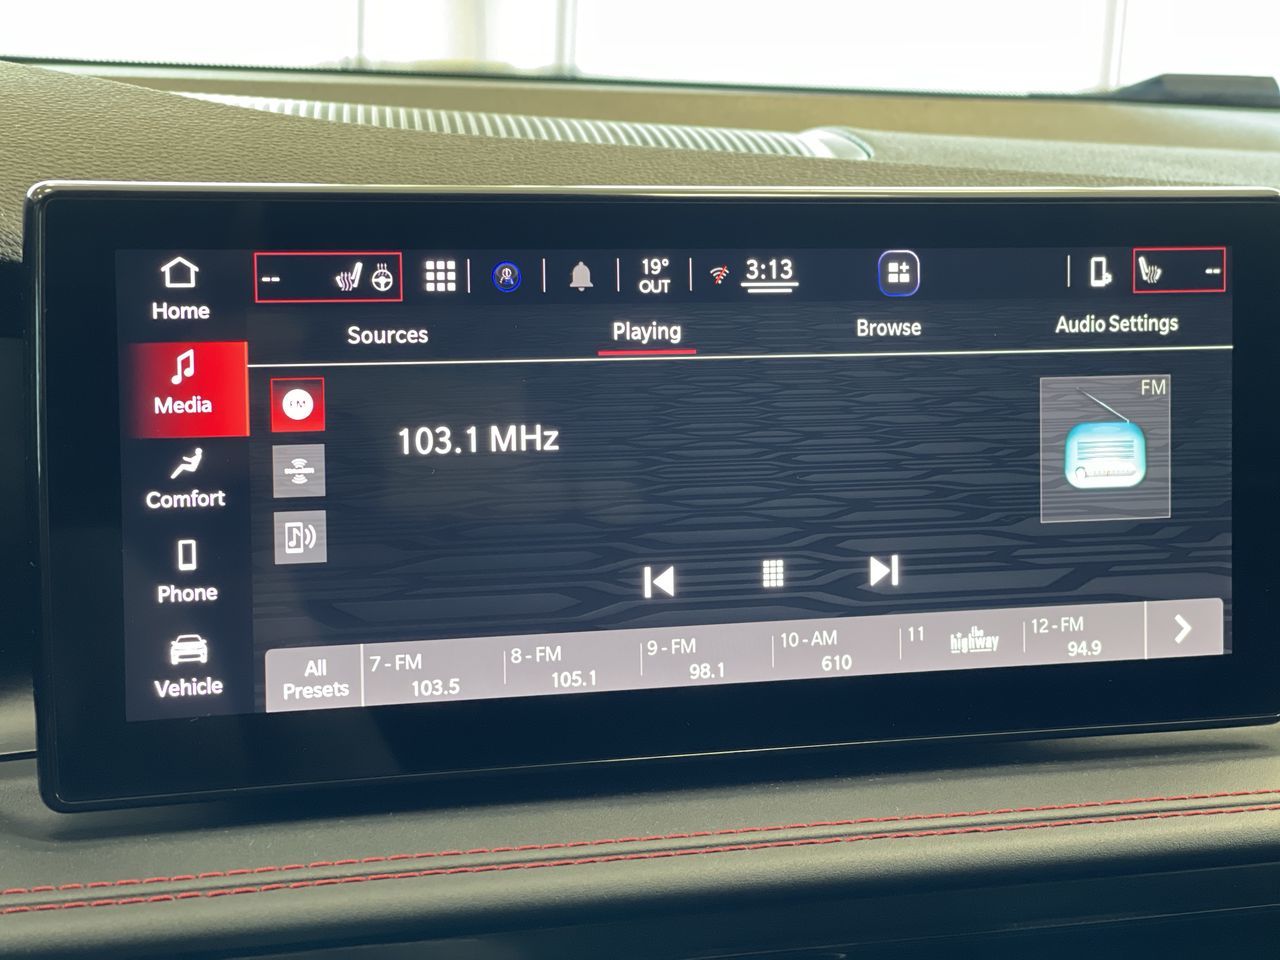 Home
Media
Comfort
Phone
Vehicle
--
19°
OUT
3:13
--
Sources
Playing
Browse
Audio Settings
FM
103.1 MHz
FM
All
Presets
7-FM
103.5
8-FM
105.1
9-FM
98.1
10-AM
610
11
the
highway
12-FM
94.9